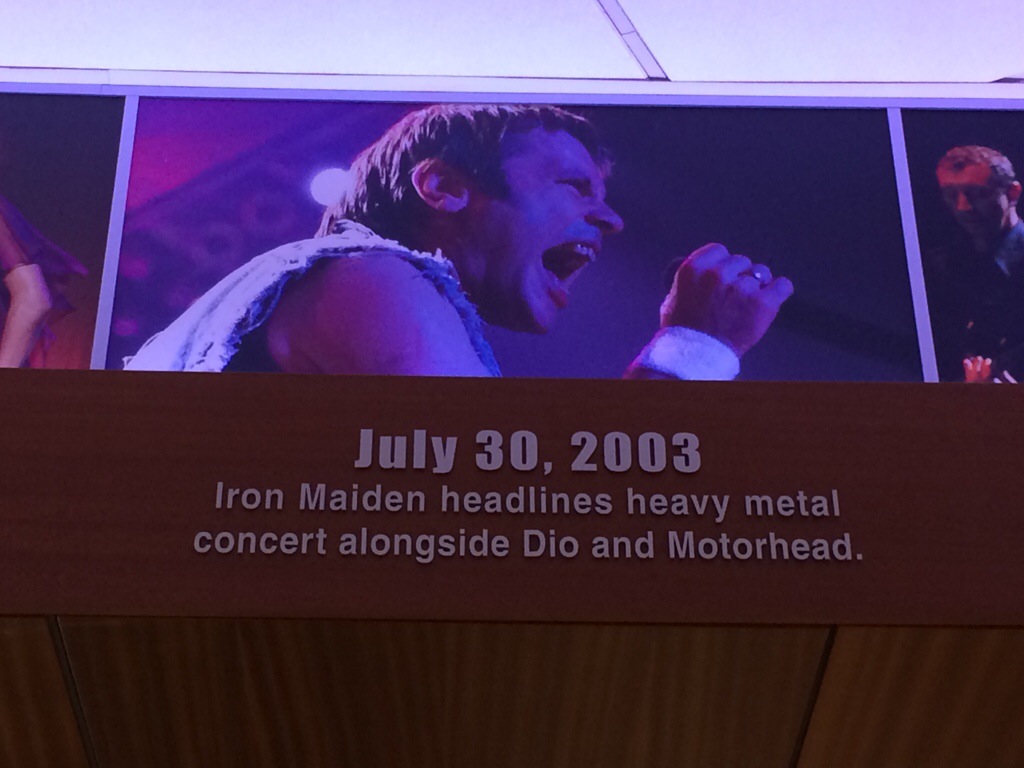 July 30, 2003
Iron Maiden headlines heavy metal
concert alongside Dio and Motorhead.